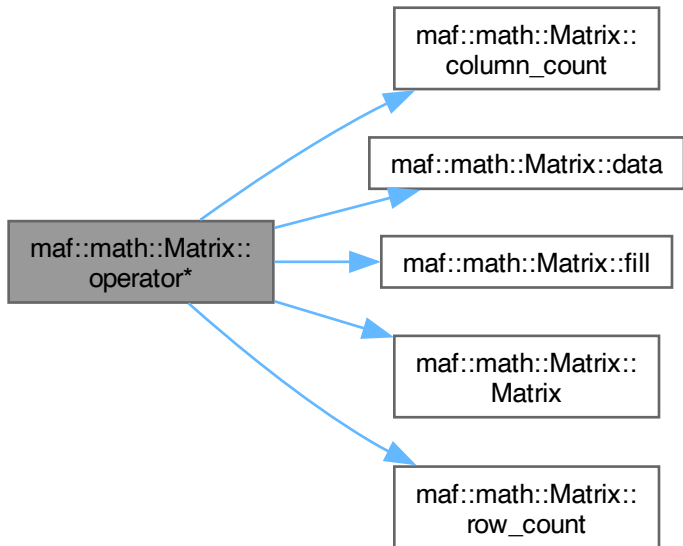 maf::math::Matrix::
operator*
maf::math::Matrix::
column_count
maf::math::Matrix::data
maf::math::Matrix::fill
maf::math::Matrix::
Matrix
maf::math::Matrix::
row_count